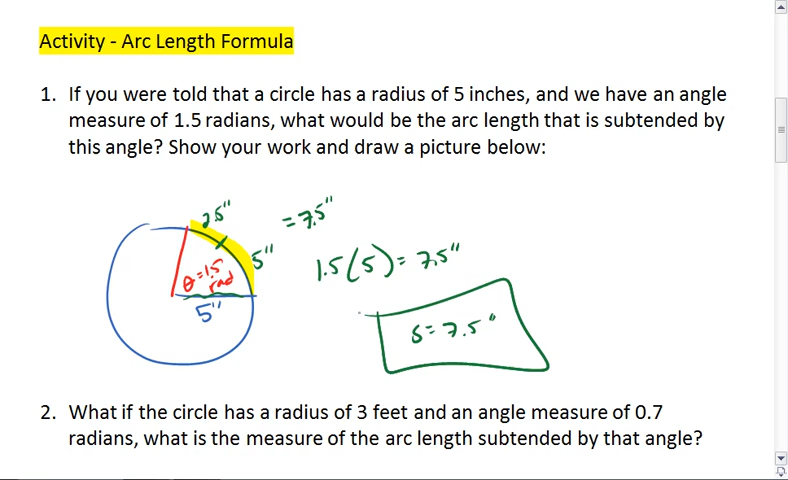 Activity - Arc Length Formula
1. If you were told that a circle has a radius of 5 inches, and we have an angle
measure of 1.5 radians, what would be the arc length that is subtended by
this angle? Show your work and draw a picture below:
2.5"
= 7.5"
5"
θ=1.5
rad
5"
1.5(5) = 7.5"
S= 7.5"
2. What if the circle has a radius of 3 feet and an angle measure of 0.7
radians, what is the measure of the arc length subtended by that angle?